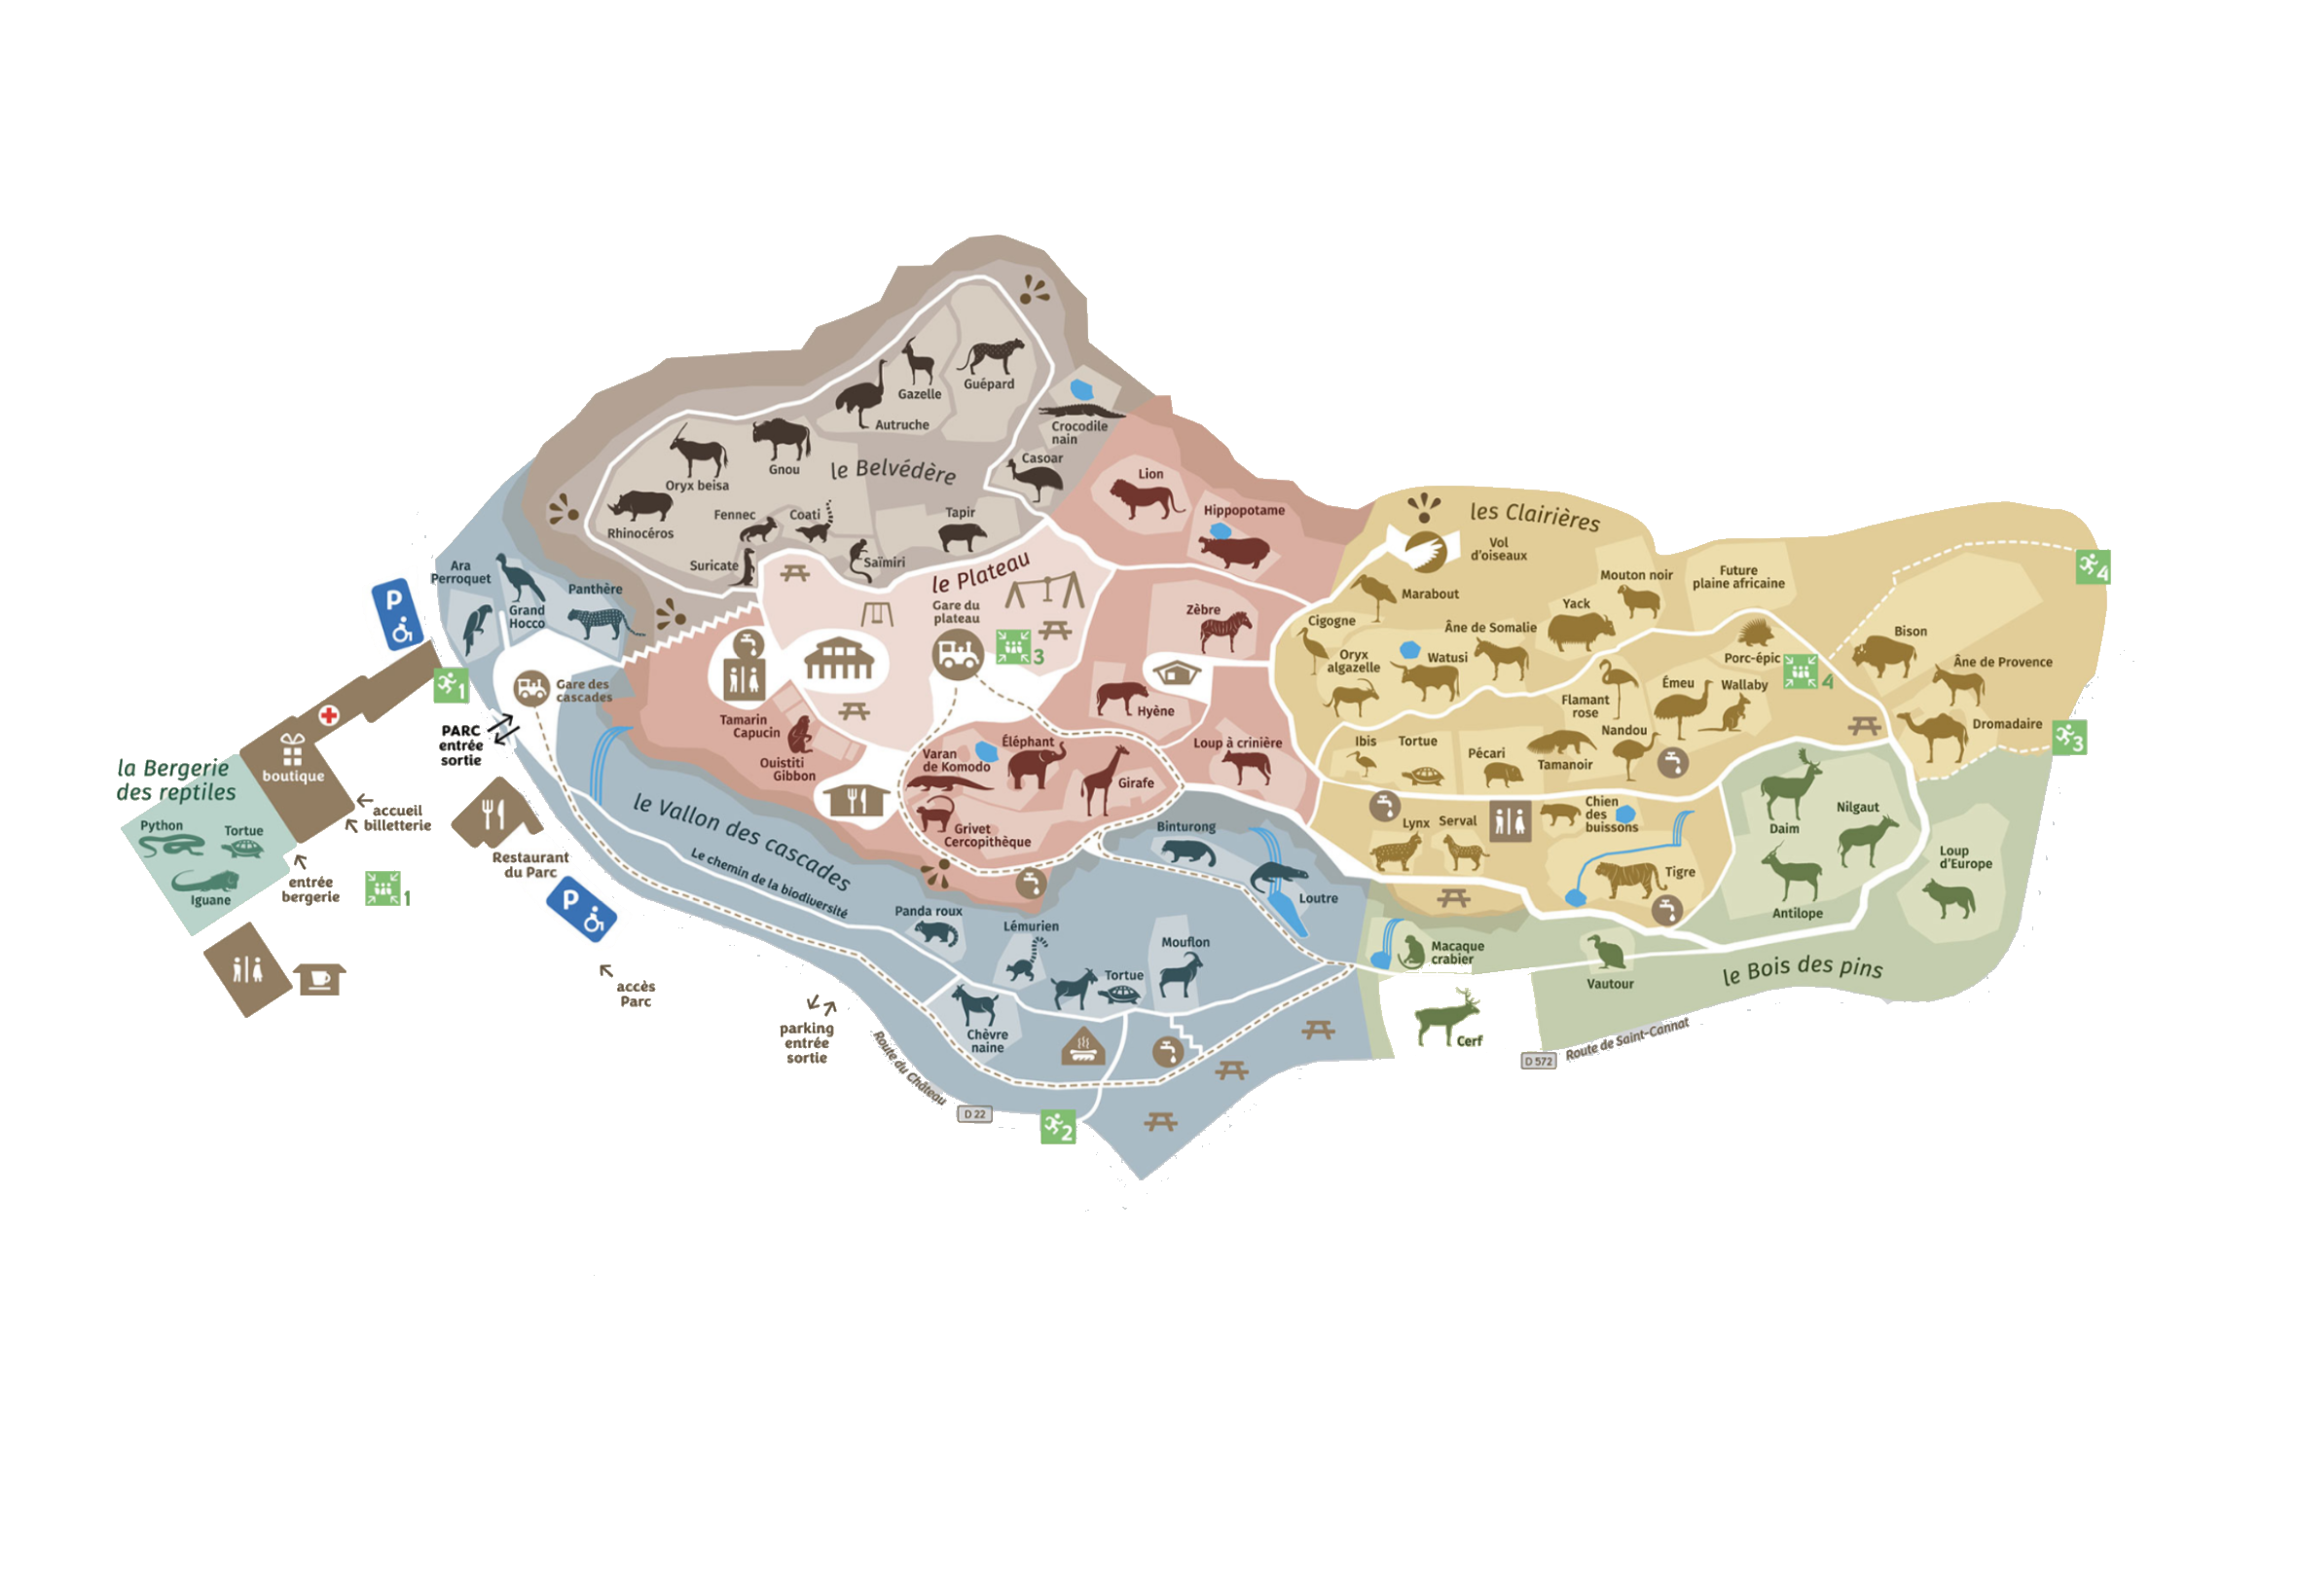 la Bergerie
des reptiles
Python
Tortue
Iguane
boutique
accueil
billetterie
entrée
bergerie
1
P
1
PARC
entrée
sortie
Restaurant
du Parc
P
accès
Parc
parking
entrée
sortie
Route du Château
D 22
2
Ara
Perroquet
Grand
Hocco
Panthère
Gare des
cascades
le Vallon des cascades
Le chemin de la biodiversité
Panda roux
Lémurien
Tortue
Mouflon
Chèvre
naine
Binturong
Loutre
le Belvédère
Guépard
Gazelle
Autruche
Gnou
Oryx beisa
Rhinocéros
Fennec
Coati
Suricate
Saïmiri
Tapir
Casoar
Crocodile
nain
le Plateau
Gare du
plateau
3
Lion
Hippopotame
Zèbre
Hyène
Loup à crinière
Tamarin
Capucin
Ouistiti
Gibbon
Varan
de Komodo
Éléphant
Girafe
Grivet
Cercopithèque
les Clairières
Vol
d'oiseaux
Marabout
Cigogne
Oryx
algazelle
Watusi
Âne de Somalie
Yack
Mouton noir
Future
plaine africaine
Porc-épic
4
Flamant
rose
Émeu
Wallaby
Nandou
Ibis
Tortue
Pécari
Tamanoir
Lynx
Serval
Chien
des
buissons
Tigre
Bison
Âne de Provence
Dromadaire
4
3
Daim
Nilgaut
Antilope
Loup
d'Europe
le Bois des pins
Macaque
crabier
Vautour
Cerf
D 572
Route de Saint-Cannat